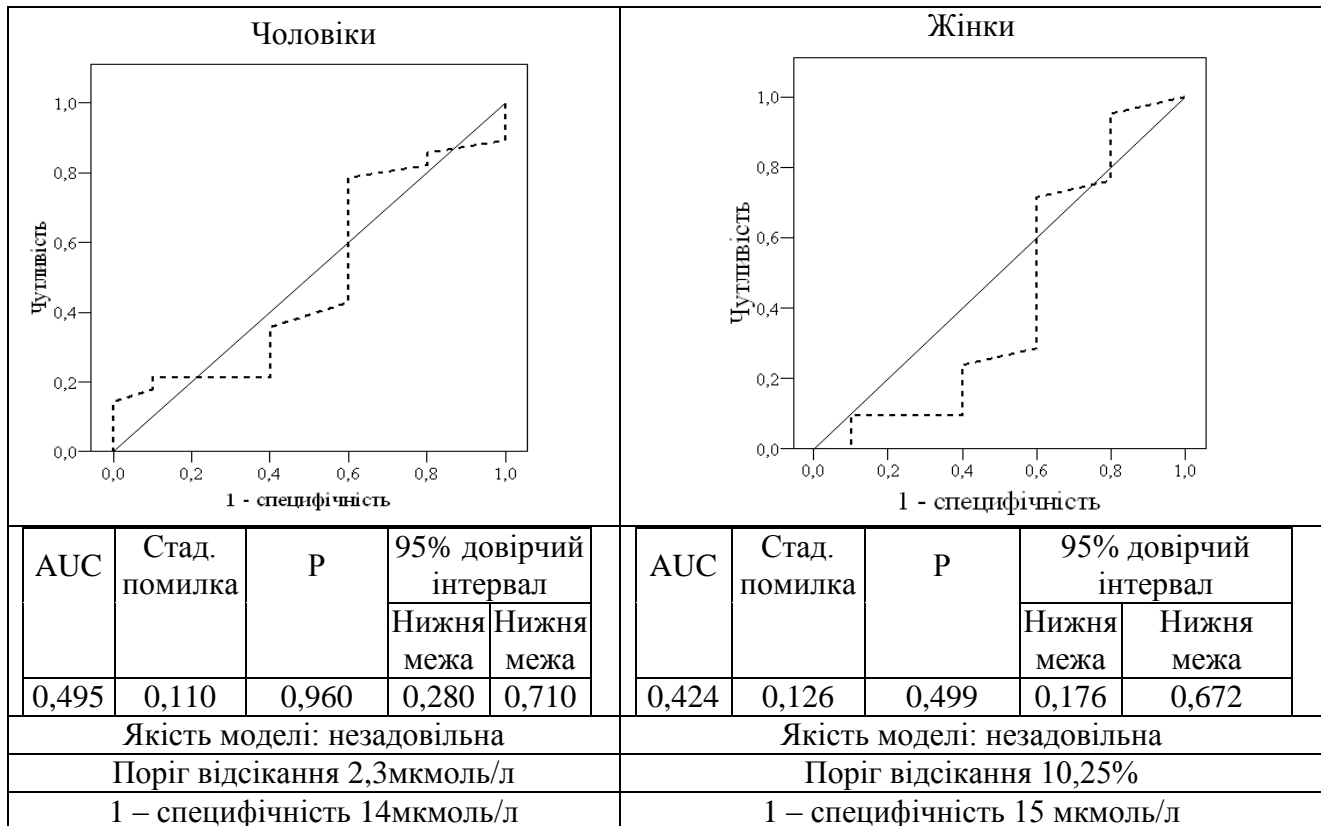 Чоловіки
1,0
0,8
0,6
0,4
0,2
0,0
Чутливість
0,0 0,2 0,4 0,6 0,8 1,0
1 - специфічність
AUC Стад. помилка P 95% довірчий інтервал
Нижня межа Нижня межа
0,495 0,110 0,960 0,280 0,710
Якість моделі: незадовільна
Поріг відсікання 2,3мкмоль/л
1 – специфічність 14мкмоль/л
Жінки
1,0
0,8
0,6
0,4
0,2
0,0
Чутливість
0,0 0,2 0,4 0,6 0,8 1,0
1 - специфічність
AUC Стад. помилка P 95% довірчий інтервал
Нижня межа Нижня межа
0,424 0,126 0,499 0,176 0,672
Якість моделі: незадовільна
Поріг відсікання 10,25%
1 – специфічність 15 мкмоль/л